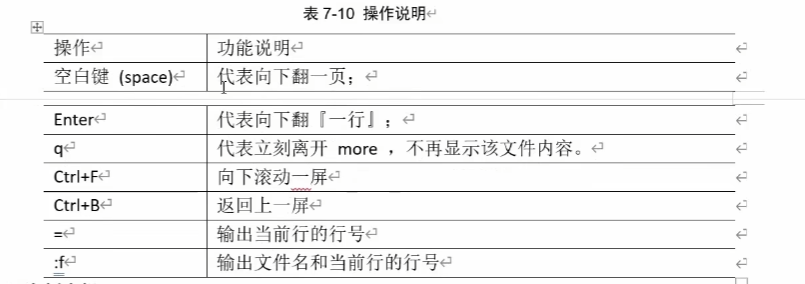 表 7-10 操作说明
操作 功能说明
空白键 (space) 代表向下翻一页；
Enter 代表向下翻『一行』；
q 代表立刻离开 more ，不再显示该文件内容。
Ctrl+F 向下滚动一屏
Ctrl+B 返回上一屏
= 输出当前行的行号
:f 输出文件名和当前行的行号